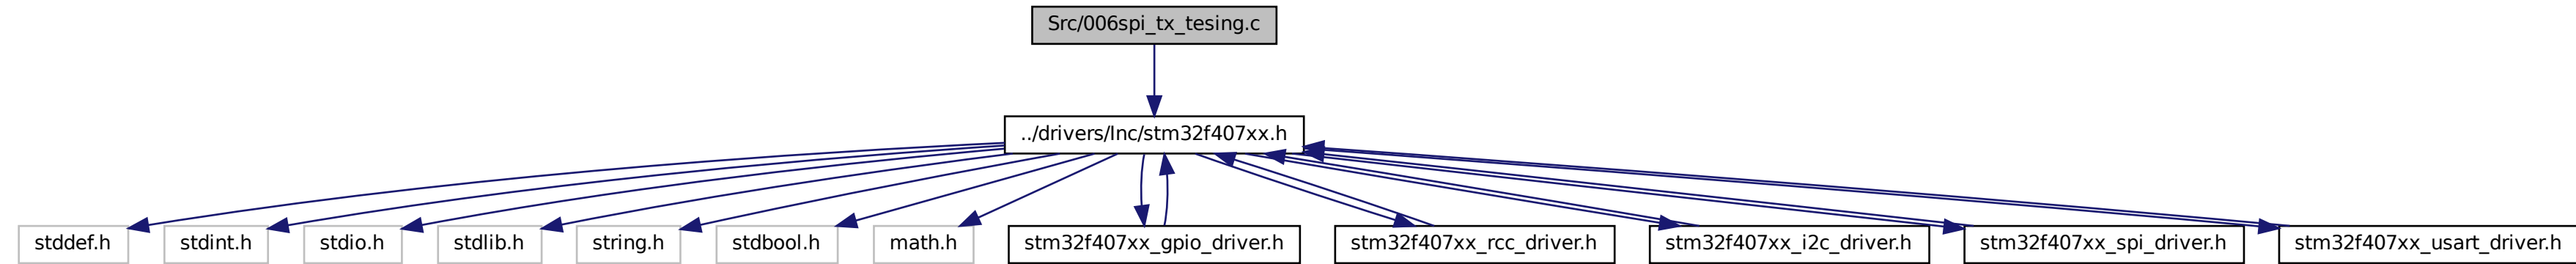 Src/006spi_tx_tesing.c
../drivers/Inc/stm32f407xx.h
stddef.h
stdint.h
stdio.h
stdlib.h
string.h
stdbool.h
math.h
stm32f407xx_gpio_driver.h
stm32f407xx_rcc_driver.h
stm32f407xx_i2c_driver.h
stm32f407xx_spi_driver.h
stm32f407xx_usart_driver.h